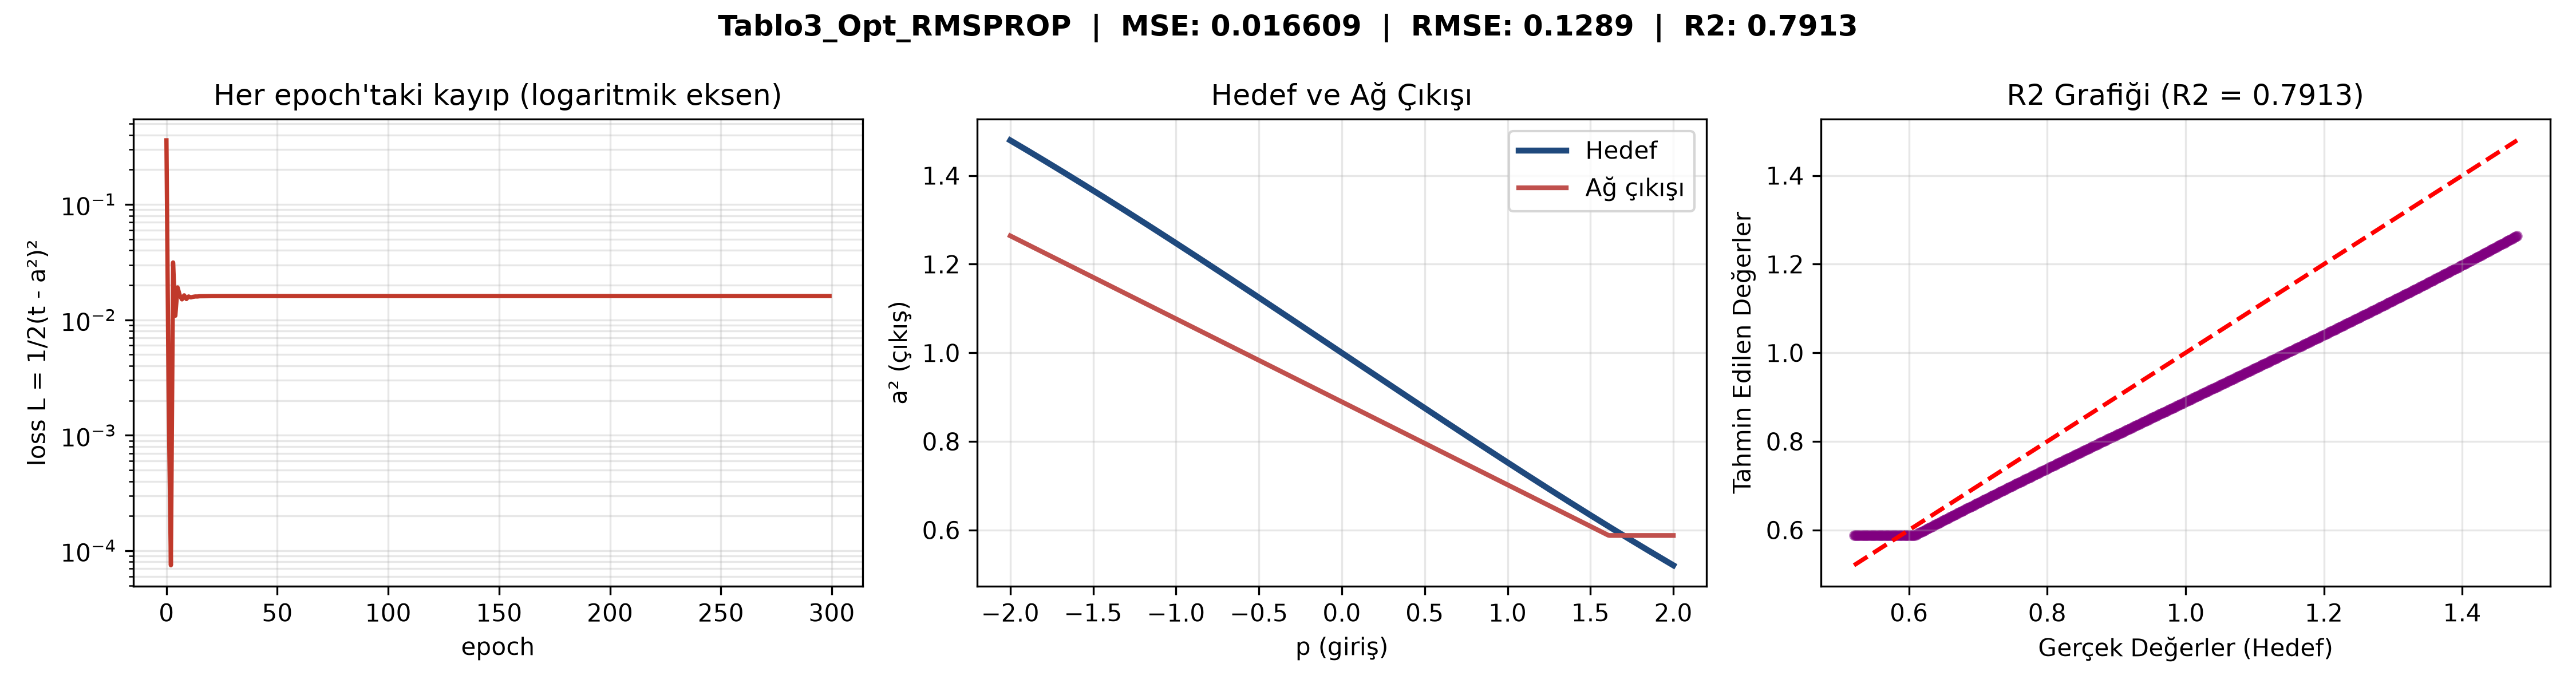 Tablo3_Opt_RMSPROP | MSE: 0.016609 | RMSE: 0.1289 | R2: 0.7913
Her epoch'taki kayıp (logaritmik eksen)
loss L = 1/2(t - a²)²
10⁻¹
10⁻²
10⁻³
10⁻⁴
0 50 100 150 200 250 300
epoch
Hedef ve Ağ Çıkışı
Hedef
Ağ çıkışı
a² (çıkış)
1.4
1.2
1.0
0.8
0.6
−2.0 −1.5 −1.0 −0.5 0.0 0.5 1.0 1.5 2.0
p (giriş)
R2 Grafiği (R2 = 0.7913)
Tahmin Edilen Değerler
1.4
1.2
1.0
0.8
0.6
0.6 0.8 1.0 1.2 1.4
Gerçek Değerler (Hedef)